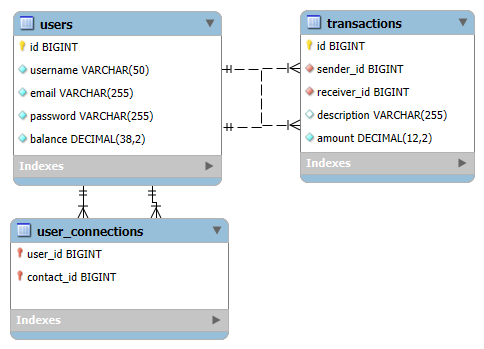 users
id BIGINT
username VARCHAR(50)
email VARCHAR(255)
password VARCHAR(255)
balance DECIMAL(38,2)
Indexes
transactions
id BIGINT
sender_id BIGINT
receiver_id BIGINT
description VARCHAR(255)
amount DECIMAL(12,2)
Indexes
user_connections
user_id BIGINT
contact_id BIGINT
Indexes